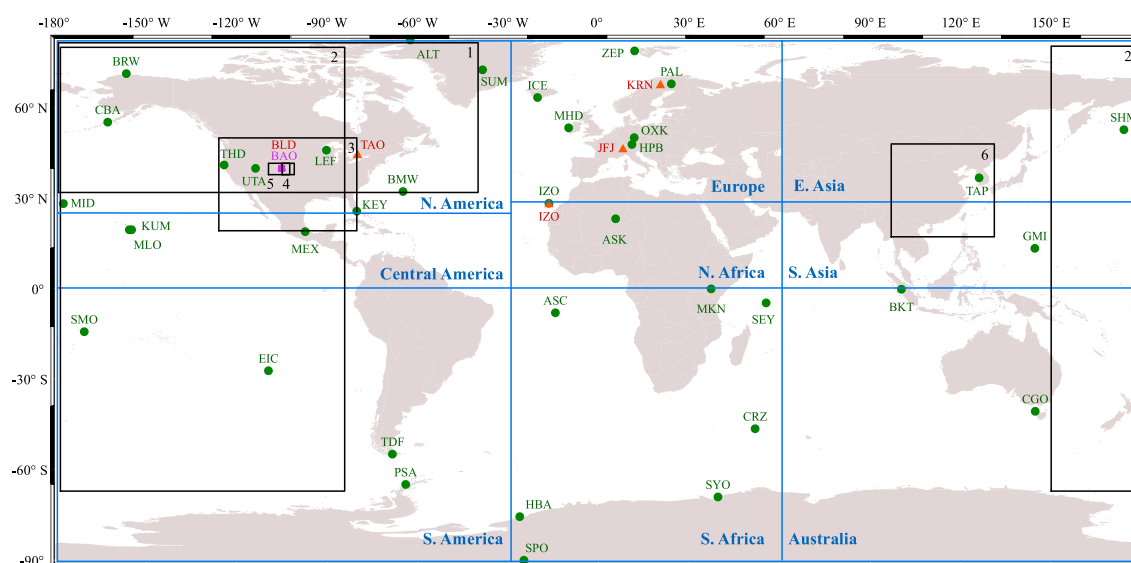 -180° W
-150° W
-120° W
-90° W
-60° W
-30° W
0° E
30° E
60° E
90° E
120° E
150° E
ZEP
2
1
2
BRW
ALT
PAL
SUM
KRN
ICE
60° N
CBA
MHD
OXK
SHM
BLD
TAO
JFJ
HPB
BAO
3
6
THD
LEF
UTA
5
4
BMW
IZO
Europe
E. Asia
TAP
30° N
MID
KEY
N. America
IZO
KUM
MLO
MEX
ASK
GMI
Central America
N. Africa
S. Asia
0°
ASC
MKN
SEY
BKT
SMO
EIC
30° S
CGO
CRZ
TDF
60° S
PSA
SYO
HBA
S. America
S. Africa
Australia
SPO
-90°